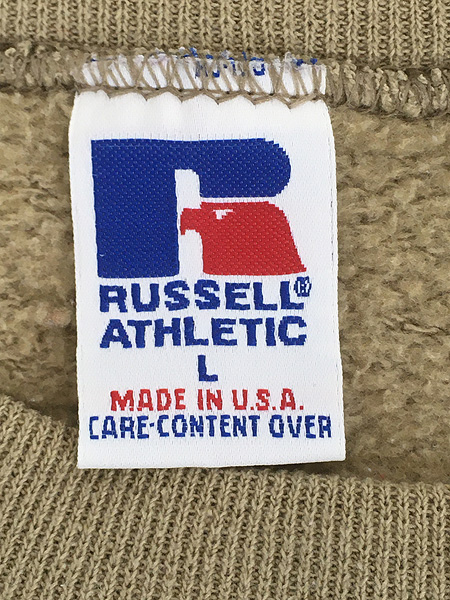 RUSSELL®
ATHLETIC
L
MADE IN U.S.A.
CARE-CONTENT OVER